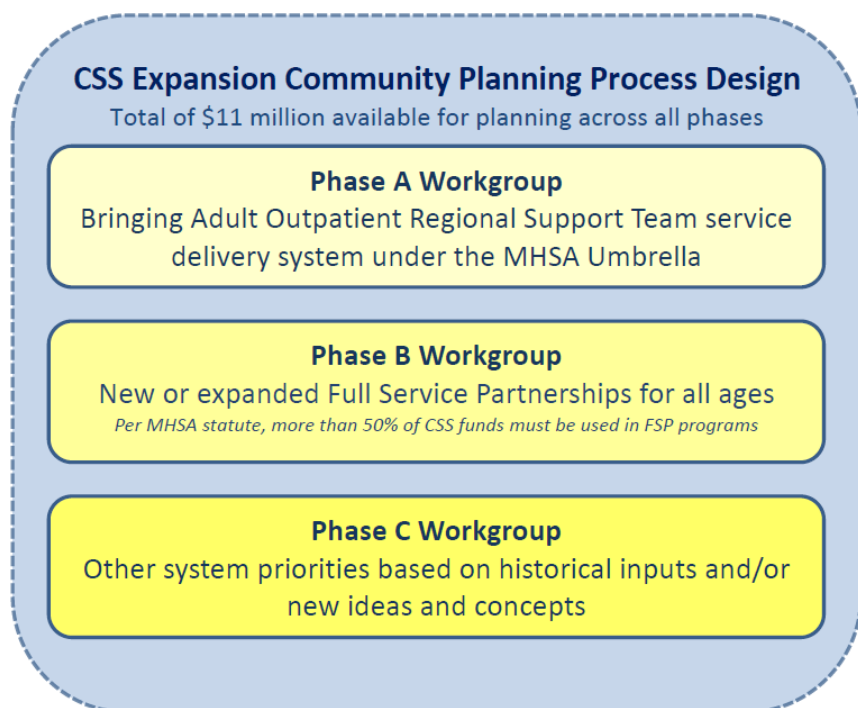 CSS Expansion Community Planning Process Design
Total of $11 million available for planning across all phases
Phase A Workgroup
Bringing Adult Outpatient Regional Support Team service
delivery system under the MHSA Umbrella
Phase B Workgroup
New or expanded Full Service Partnerships for all ages
Per MHSA statute, more than 50% of CSS funds must be used in FSP programs
Phase C Workgroup
Other system priorities based on historical inputs and/or
new ideas and concepts